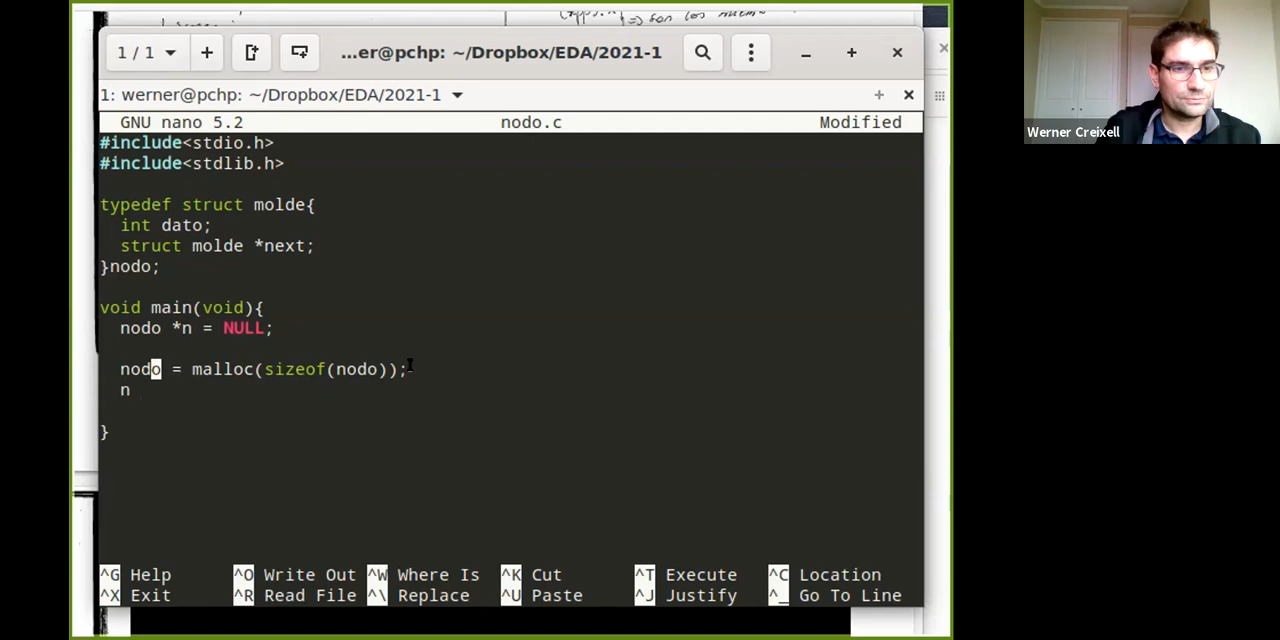 => son los
1 / 1
...er@pchp: ~/Dropbox/EDA/2021-1
1: werner@pchp: ~/Dropbox/EDA/2021-1
GNU nano 5.2 nodo.c Modified
#include<stdio.h>
#include<stdlib.h>
typedef struct molde{
int dato;
struct molde *next;
}nodo;
void main(void){
nodo *n = NULL;
nodo = malloc(sizeof(nodo));
n
}
^G Help ^O Write Out ^W Where Is ^K Cut ^T Execute ^C Location
^X Exit ^R Read File ^\ Replace ^U Paste ^J Justify ^_ Go To Line
Werner Creixell